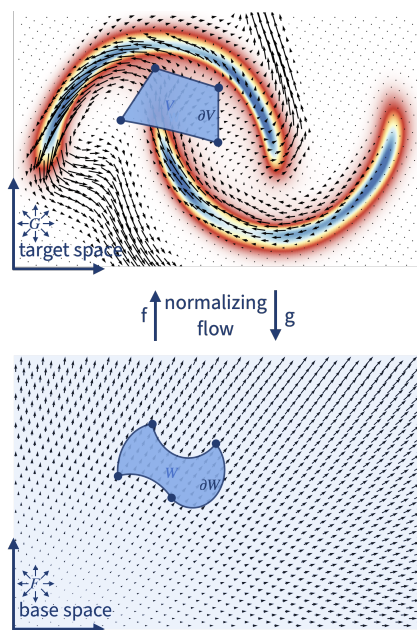 V
∂V
G
target space
f
normalizing
flow
g
W
∂W
F
base space